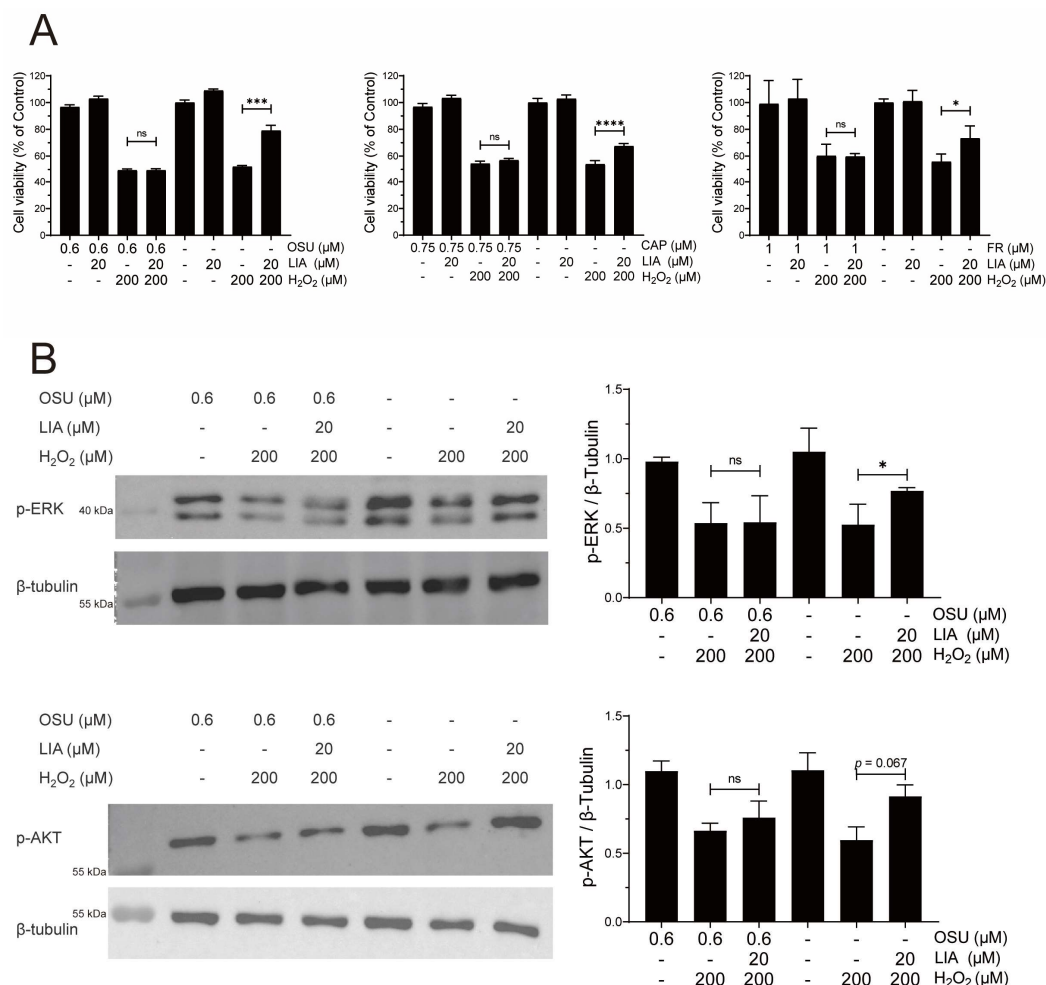 A
Cell viability (% of Control)
120
100
80
60
40
20
0
ns
***
0.6 0.6 0.6 0.6 - - - - OSU (µM)
- 20 - 20 - 20 - 20 LIA (µM)
- - 200 200 - - 200 200 H₂O₂ (µM)
Cell viability (% of Control)
120
100
80
60
40
20
0
ns
****
0.75 0.75 0.75 0.75 - - - - CAP (µM)
- 20 - 20 - 20 - 20 LIA (µM)
- - 200 200 - - 200 200 H₂O₂ (µM)
Cell viability (% of Control)
120
100
80
60
40
20
0
ns
*
1 1 1 1 - - - - FR (µM)
- 20 - 20 - 20 - 20 LIA (µM)
- - 200 200 - - 200 200 H₂O₂ (µM)
B
OSU (µM) 0.6 0.6 0.6 - - -
LIA (µM) - - 20 - - 20
H₂O₂ (µM) - 200 200 - 200 200
p-ERK 40 kDa
β-tubulin
55 kDa
p-ERK / β-Tubulin
1.5
1.0
0.5
0.0
ns
*
0.6 0.6 0.6 - - - OSU (µM)
- - 20 - - 20 LIA (µM)
- 200 200 - 200 200 H₂O₂ (µM)
OSU (µM) 0.6 0.6 0.6 - - -
LIA (µM) - - 20 - - 20
H₂O₂ (µM) - 200 200 - 200 200
p-AKT
55 kDa
55 kDa
β-tubulin
p-AKT / β-Tubulin
1.5
1.0
0.5
0.0
ns
p = 0.067
0.6 0.6 0.6 - - - OSU (µM)
- - 20 - - 20 LIA (µM)
- 200 200 - 200 200 H₂O₂ (µM)